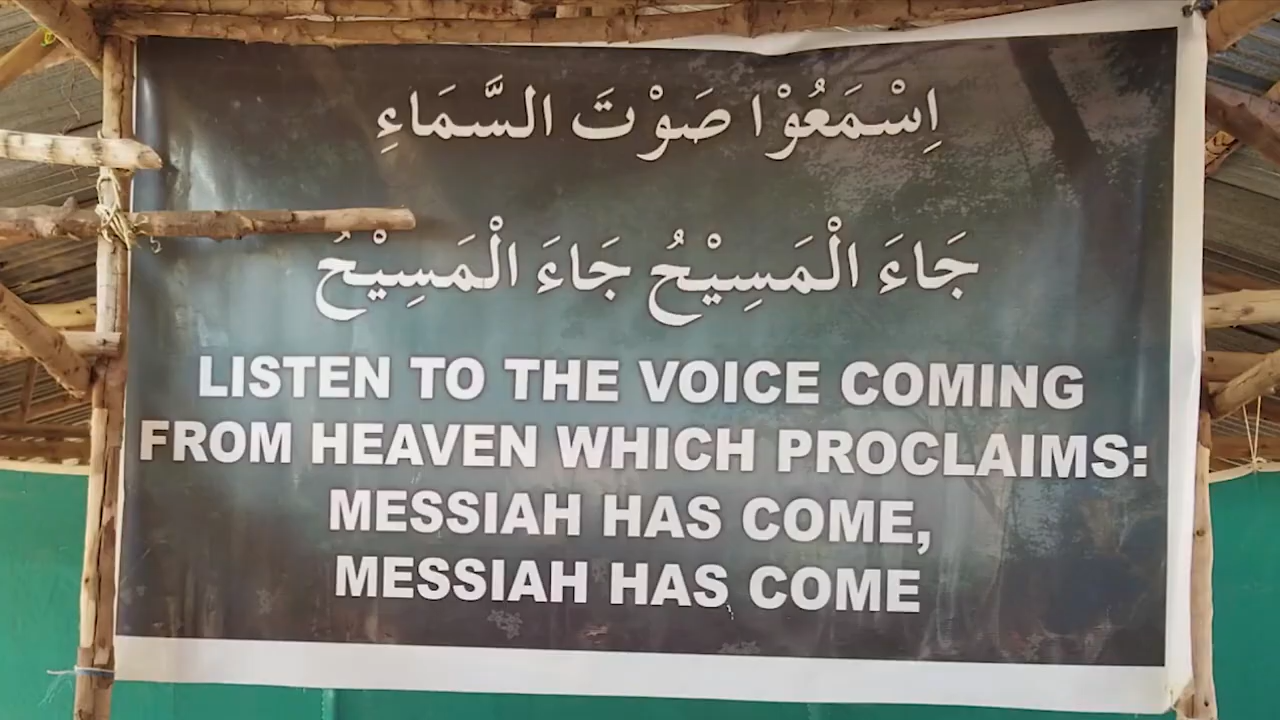 اِسْمَعُوْا صَوْتَ السَّمَاءِ
جَاءَ الْمَسِيْحُ جَاءَ الْمَسِيْحُ
LISTEN TO THE VOICE COMING
FROM HEAVEN WHICH PROCLAIMS:
MESSIAH HAS COME,
MESSIAH HAS COME